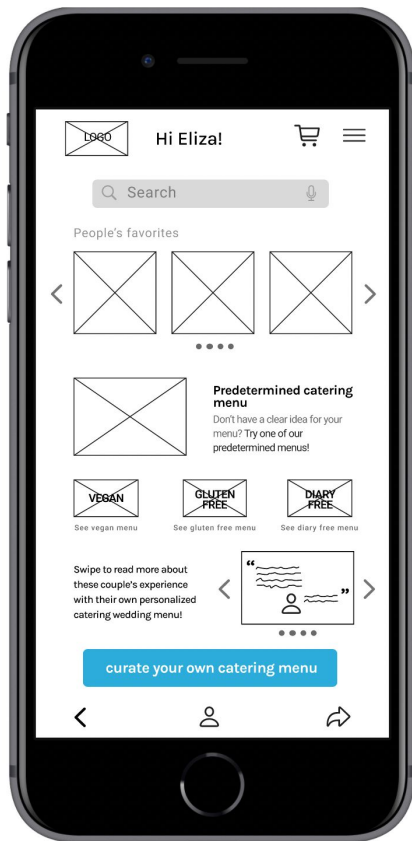 LOGO
Hi Eliza!
Search
People's favorites
Predetermined catering
menu
Don't have a clear idea for your
menu? Try one of our
predetermined menus!
VEGAN
GLUTEN
FREE
DIARY
FREE
See vegan menu
See gluten free menu
See diary free menu
Swipe to read more about
these couple's experience
with their own personalized
catering wedding menu!
“
”
curate your own catering menu